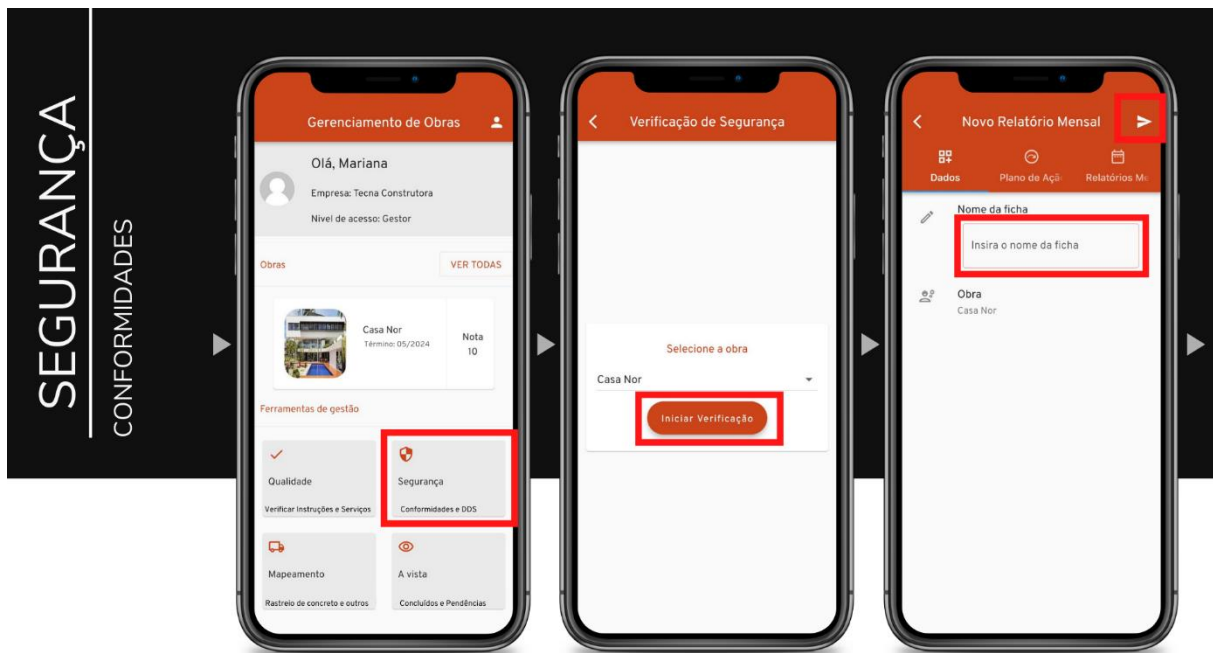 SEGURANÇA
CONFORMIDADES
Gerenciamento de Obras
Olá, Mariana
Empresa: Tecna Construtora
Nivel de acesso: Gestor
Obras
VER TODAS
Casa Nor
Término: 05/2024
Nota
10
Ferramentas de gestão
Qualidade
Verificar Instruções e Serviços
Segurança
Conformidades e DDS
Mapeamento
Rastreio de concreto e outros
A vista
Concluídos e Pendências
Verificação de Segurança
Selecione a obra
Casa Nor
Iniciar Verificação
Novo Relatório Mensal
Dados
Plano de Açã
Relatórios Me
Nome da ficha
Insira o nome da ficha
Obra
Casa Nor